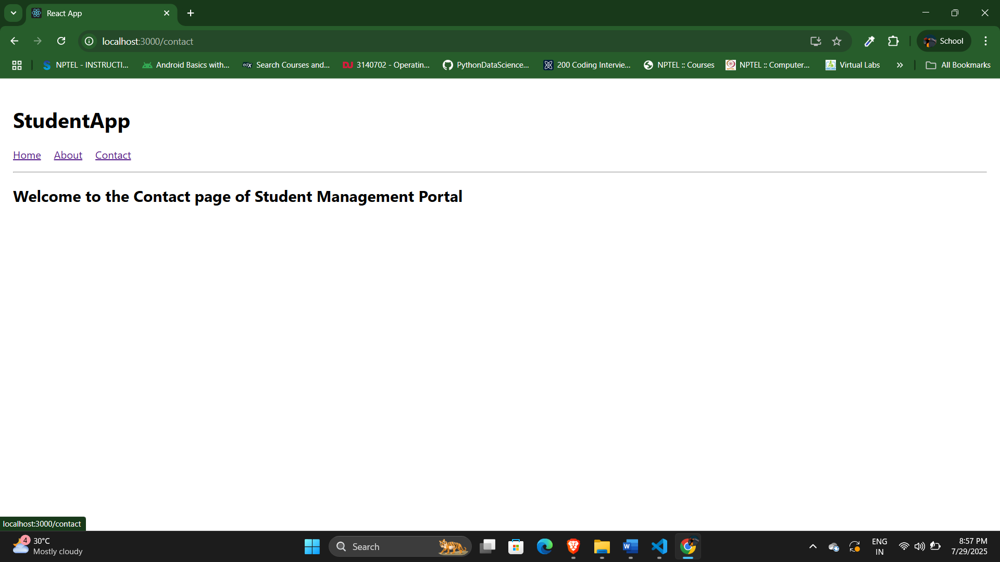 React App
localhost:3000/contact
School
NPTEL - INSTRUCTI...
Android Basics with...
edX
Search Courses and...
DJ
3140702 - Operatin...
PythonDataScience...
200 Coding Intervie...
NPTEL :: Courses
NPTEL :: Computer...
Virtual Labs
All Bookmarks
StudentApp
Home About Contact
Welcome to the Contact page of Student Management Portal
localhost:3000/contact
4
30°C
Mostly cloudy
Search
W
ENG
IN
8:57 PM
7/29/2025